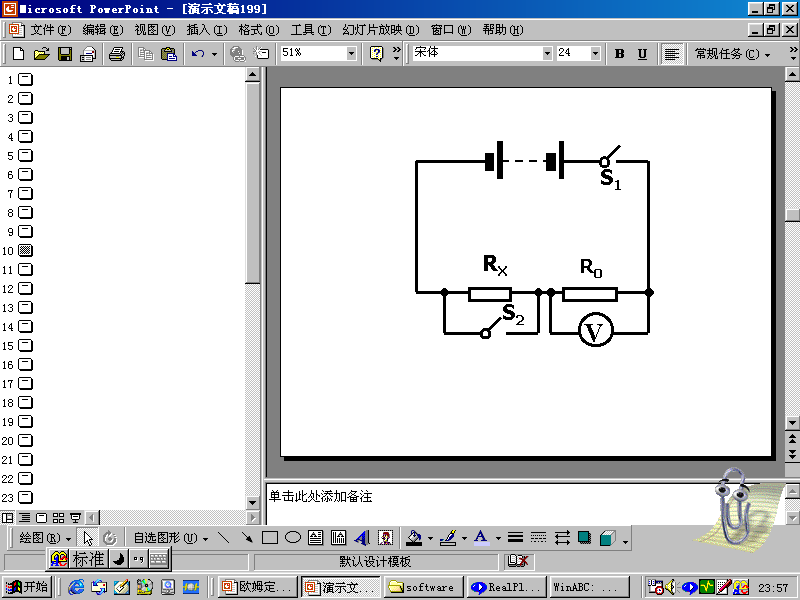 Microsoft PowerPoint - [演示文稿199]
文件(F) 编辑(E) 视图(V) 插入(I) 格式(O) 工具(T) 幻灯片放映(D) 窗口(W) 帮助(H)
51% 宋体 24 B U 常规任务(C)
1
2
3
4
5
6
7
8
9
10
11
12
13
14
15
16
17
18
19
20
21
22
23
S1
RX R0
S2
V
单击此处添加备注
绘图(R) 自选图形(U) A A
默认设计模板
标准
开始 欧姆定... 演示文... software RealPl... WinABC: ... 23:57